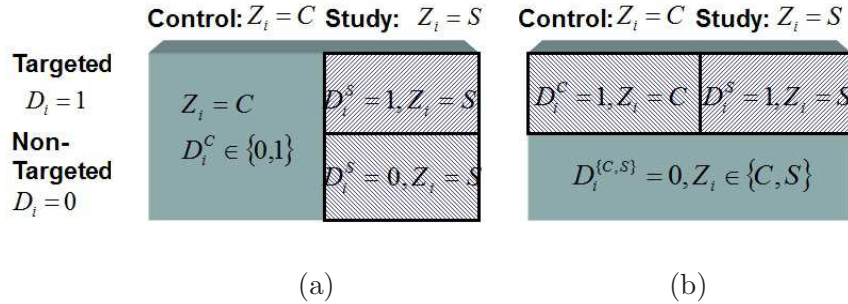 Control: Z_i = C Study: Z_i = S Control: Z_i = C Study: Z_i = S
Targeted
D_i = 1
Non-
Targeted
D_i = 0
Z_i = C
D_i^C ∈ {0,1}
D_i^S = 1, Z_i = S
D_i^S = 0, Z_i = S
D_i^C = 1, Z_i = C D_i^S = 1, Z_i = S
D_i^{C,S} = 0, Z_i ∈ {C, S}
(a) (b)